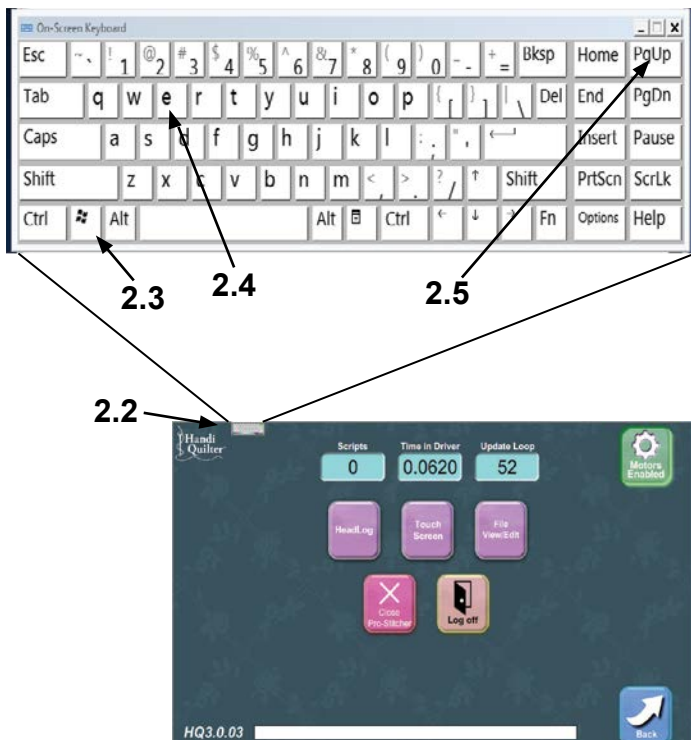 On-Screen Keyboard
Esc ~ ` ! 1 @ 2 # 3 $ 4 % 5 ^ 6 & 7 * 8 ( 9 ) 0 - - + = Bksp Home PgUp
Tab q w e r t y u i o p { [ } ] | \ Del End PgDn
Caps a s d f g h j k l : ; " ' Insert Pause
Shift z x c v b n m < , > . ? / ↑ Shift PrtScn ScrLk
Ctrl Alt Alt Ctrl ← ↓ → Fn Options Help
2.3
2.4
2.5
2.2
Handi
Quilter
Scripts Time in Driver Update Loop
0 0.0620 52
Motors
Enabled
HeadLog
Touch
Screen
File
View/Edit
Close
Pro-Stitcher
Log off
HQ3.0.03
Back